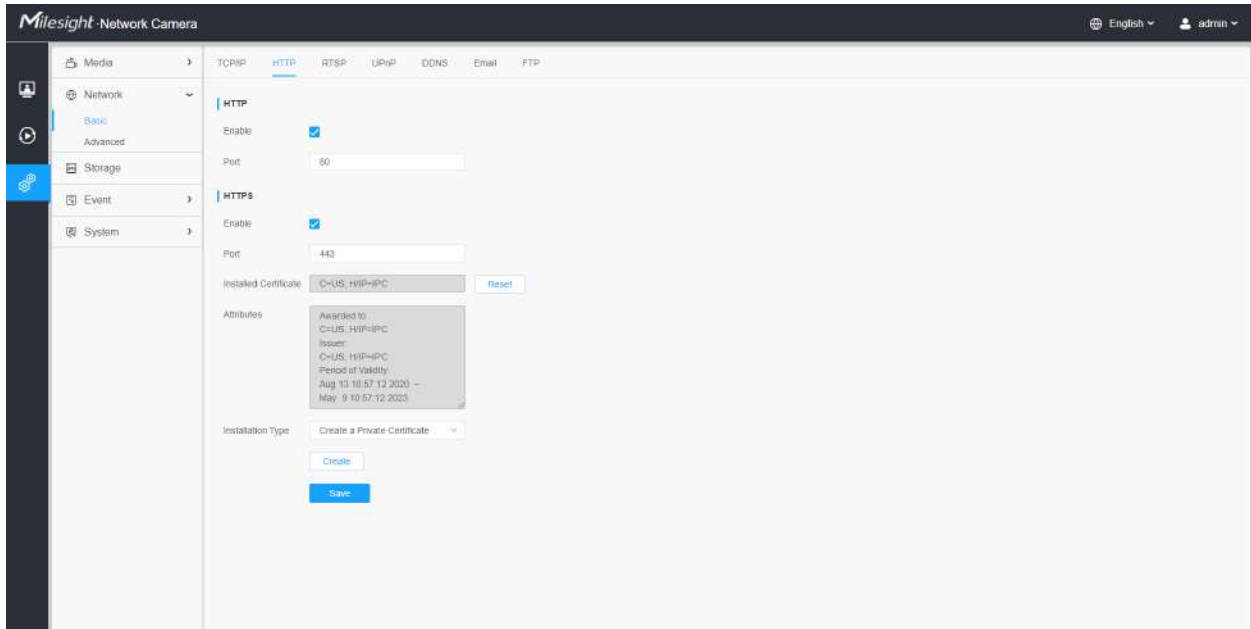 Milesight-Network Camera
English
admin
Media
Network
Basic
Advanced
Storage
Event
System
TCP/IP HTTP RTSP UPnP DDNS Email FTP
HTTP
Enable
Port 80
HTTPS
Enable
Port 443
Installed Certificate C=US, H/IP=IPC Reset
Attributes
Awarded to
C=US, H/IP=IPC
Issuer:
C=US, H/IP=IPC
Period of Validity:
Aug 13 10:57:12 2020 ~
May 9 10:57:12 2023
Installation Type Create a Private Certificate
Create
Save